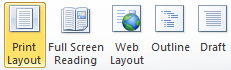 Print Layout
Full Screen Reading
Web Layout
Outline
Draft